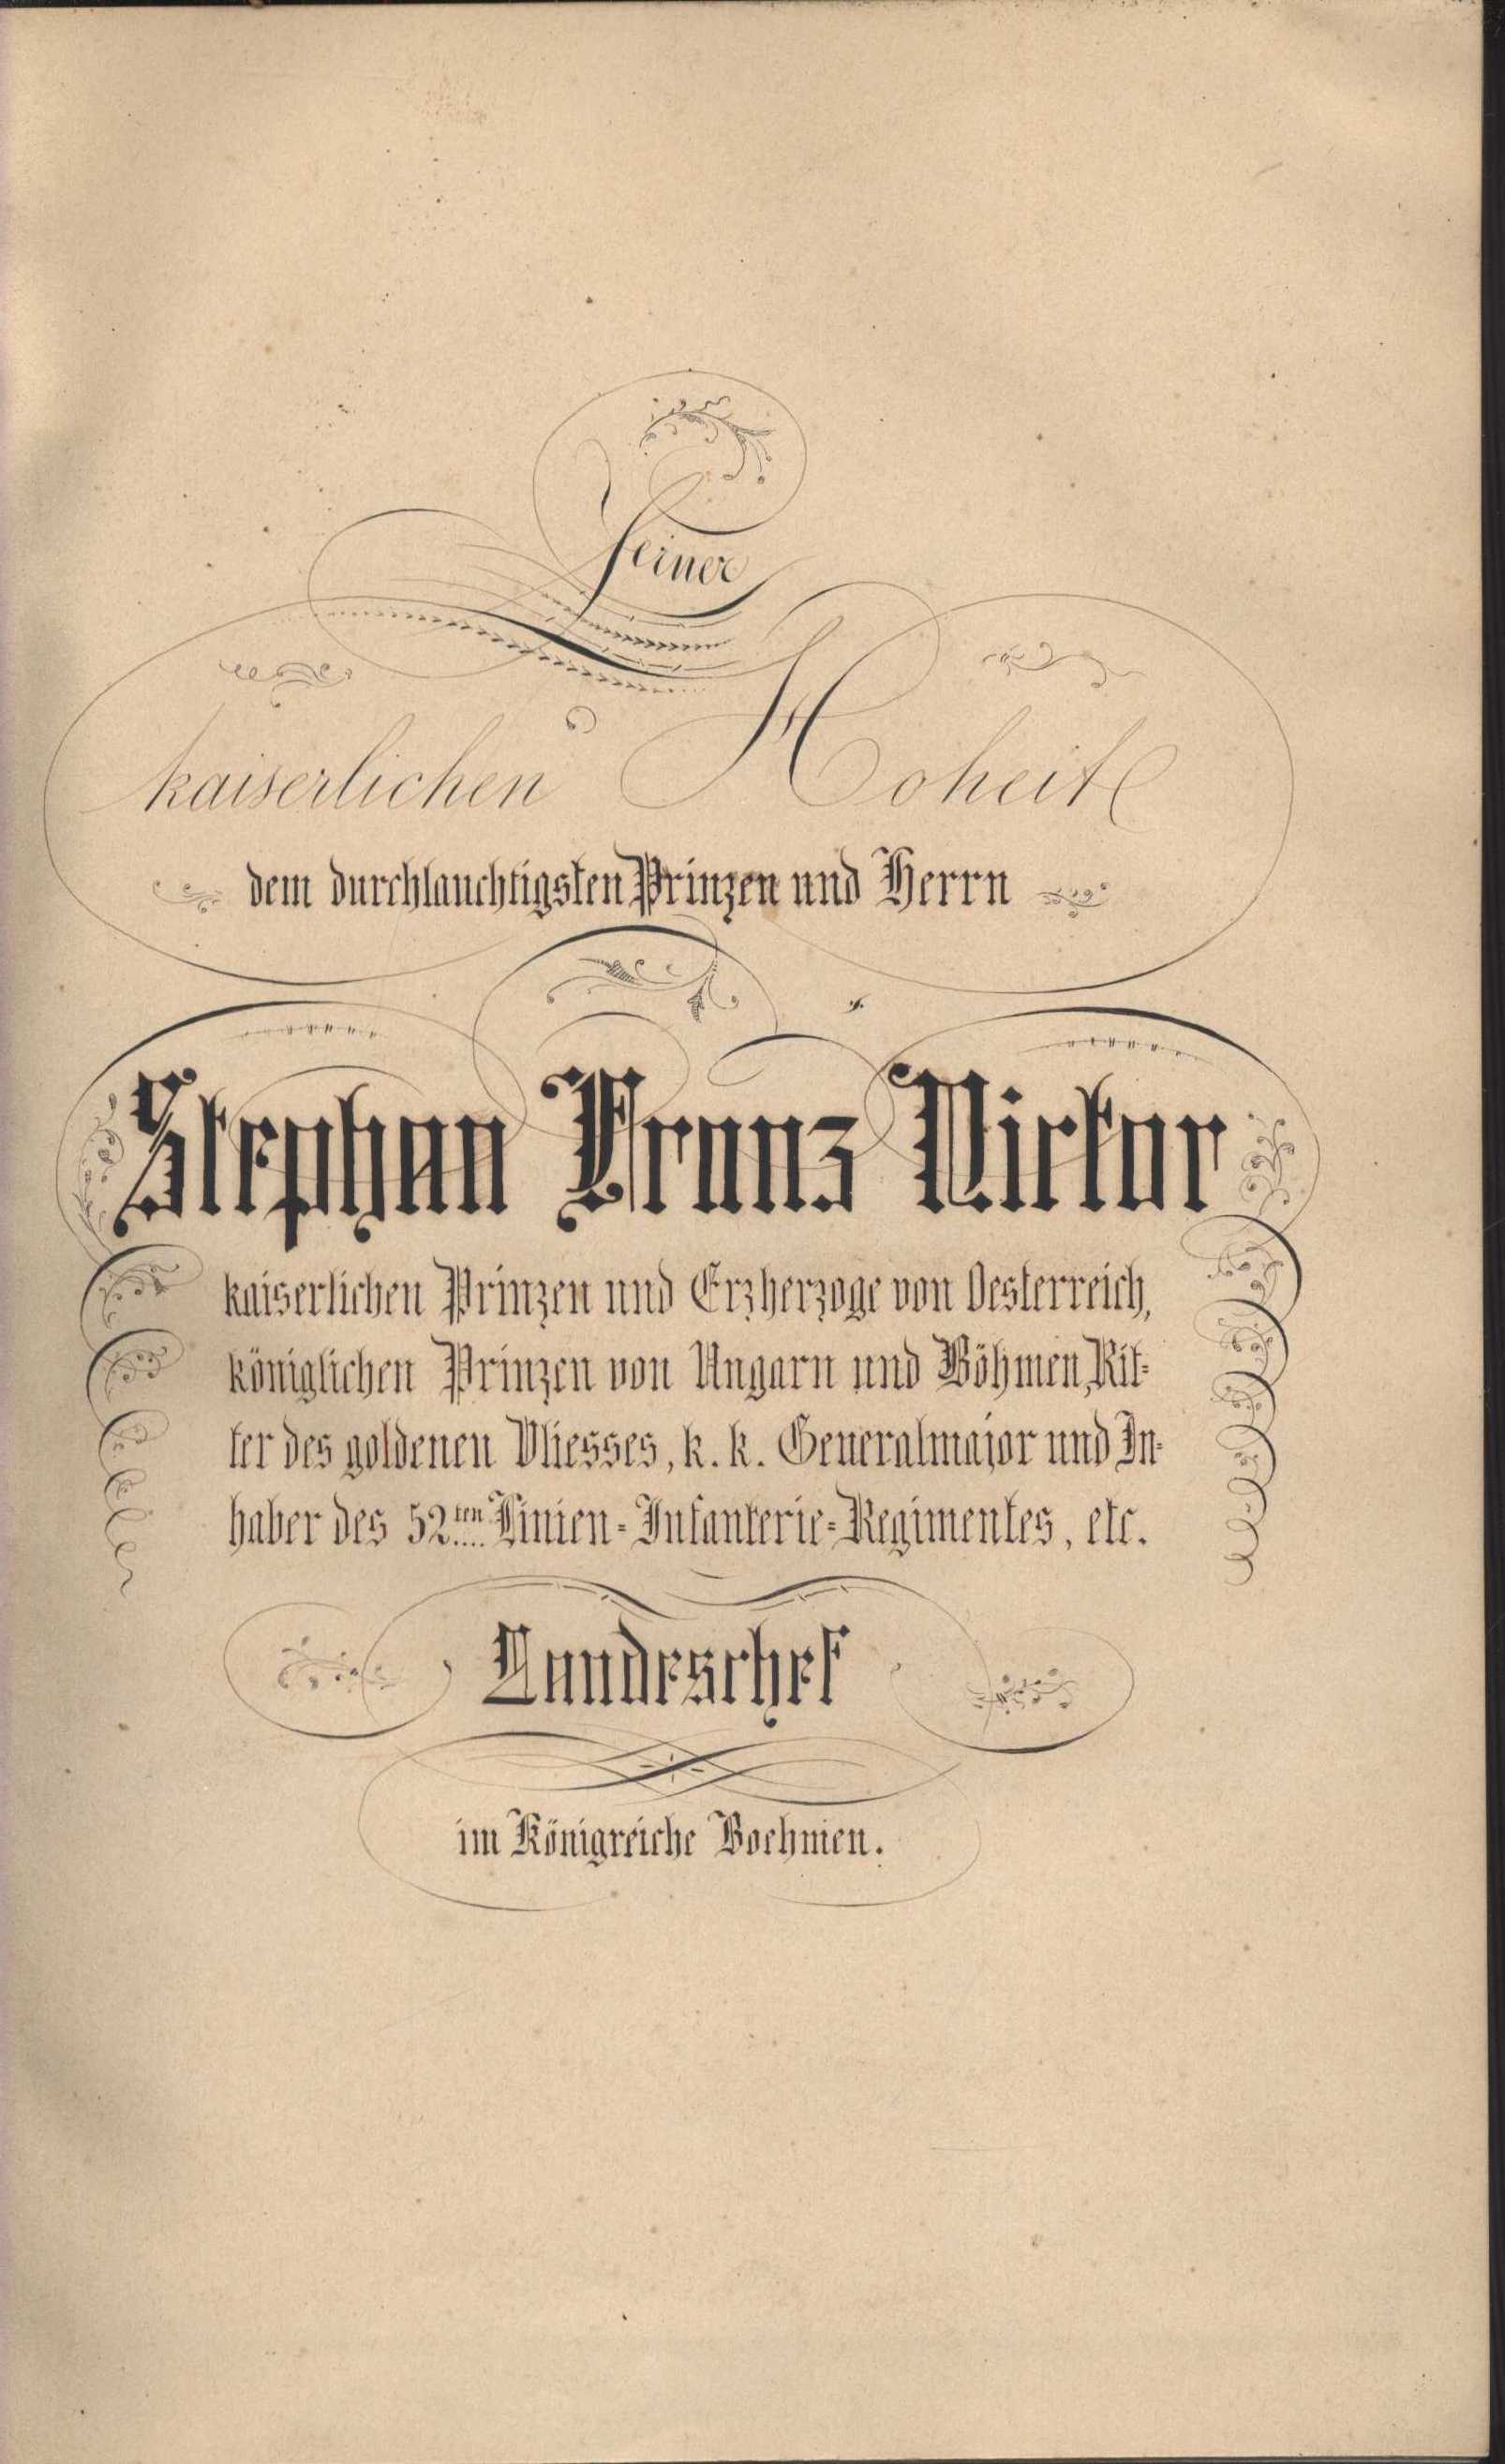 Seiner
kaiserlichen Hoheit
dem durchlauchtigsten Prinzen und Herrn
Stephan Franz Victor
kaiserlichen Prinzen und Erzherzoge von Oesterreich,
königlichen Prinzen von Ungarn und Böhmen, Rit=
ter des goldenen Vliesses, k. k. Generalmajor und In=
haber des 52ten Linien=Infanterie=Regimentes, etc.
Landeschef
im Königreiche Boehmen.